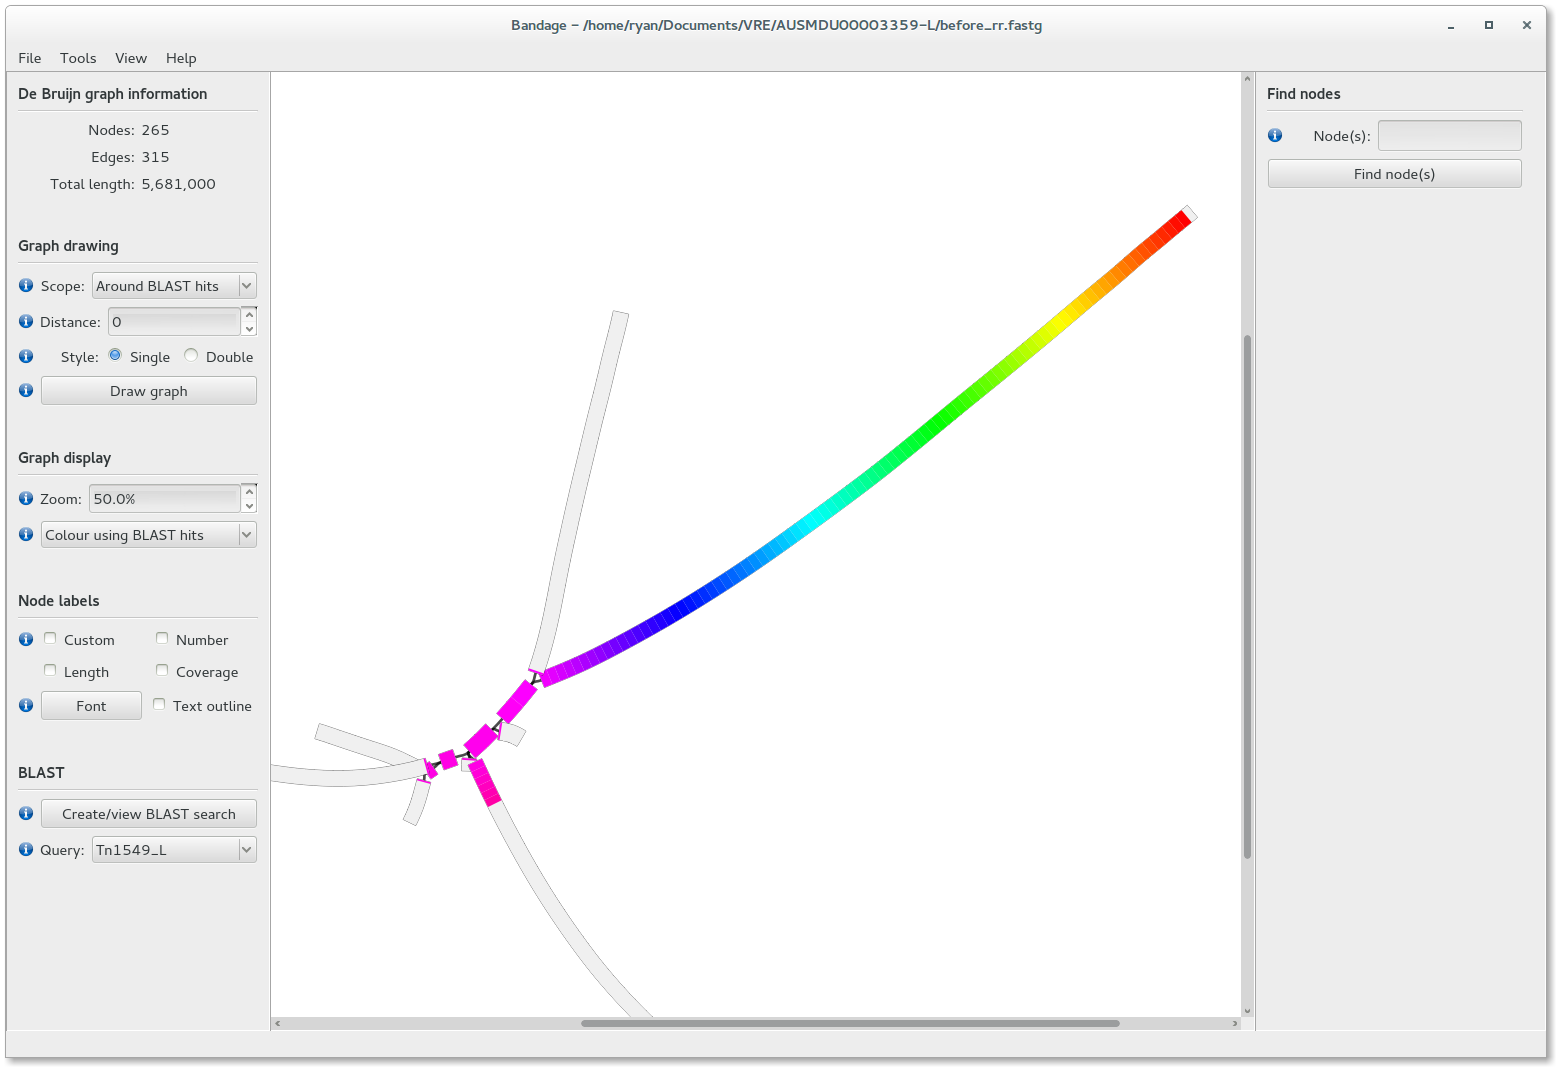 Bandage – /home/ryan/Documents/VRE/AUSMDU00003359-L/before_rr.fastg
File Tools View Help
De Bruijn graph information
Nodes: 265
Edges: 315
Total length: 5,681,000
Graph drawing
Scope: Around BLAST hits
Distance: 0
Style: Single Double
Draw graph
Graph display
Zoom: 50.0%
Colour using BLAST hits
Node labels
Custom Number
Length Coverage
Font Text outline
BLAST
Create/view BLAST search
Query: Tn1549_L
Find nodes
Node(s):
Find node(s)